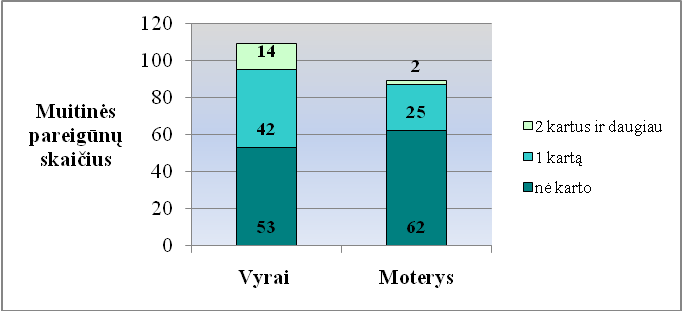 Muitinės
pareigūnų
skaičius
120
100
80
60
40
20
0
14
42
53
2
25
62
Vyrai
Moterys
2 kartus ir daugiau
1 kartą
nė karto